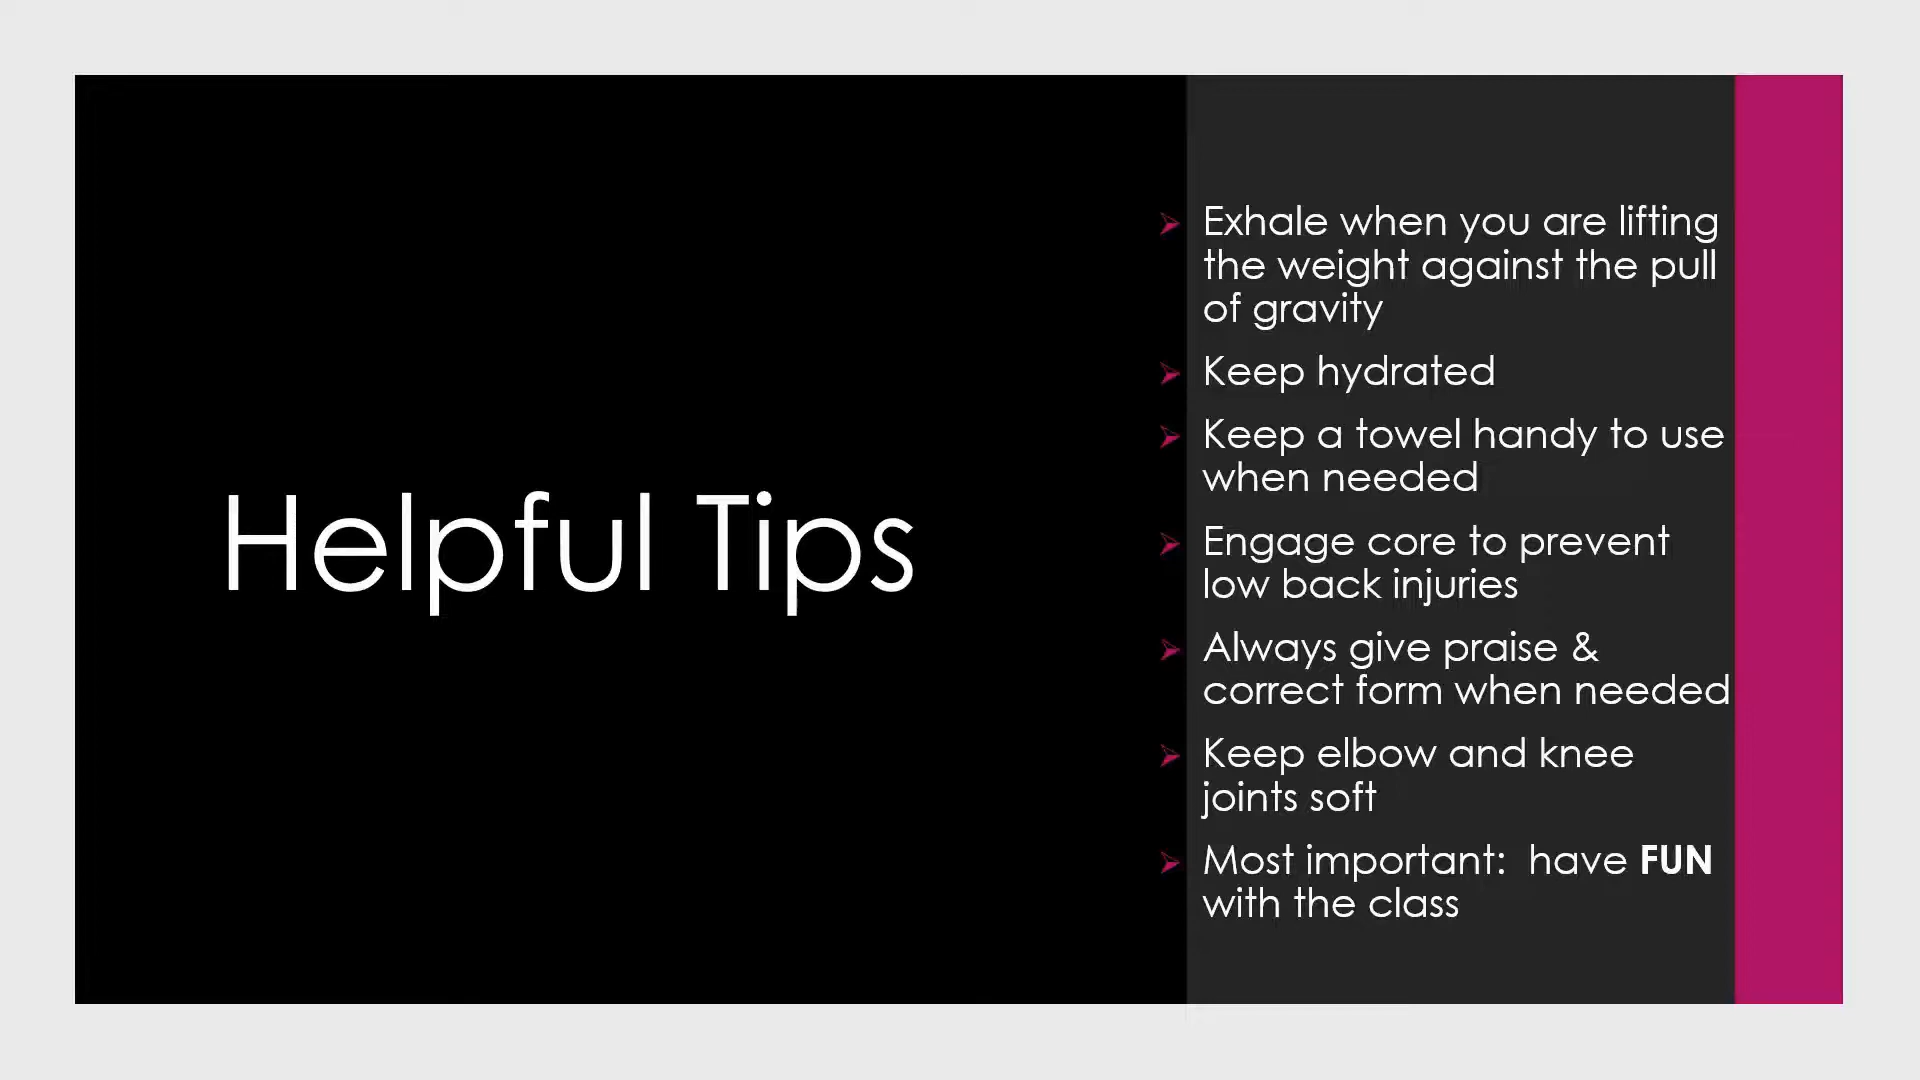 Helpful Tips
Exhale when you are lifting
the weight against the pull
of gravity
Keep hydrated
Keep a towel handy to use
when needed
Engage core to prevent
low back injuries
Always give praise &
correct form when needed
Keep elbow and knee
joints soft
Most important:  have FUN
with the class